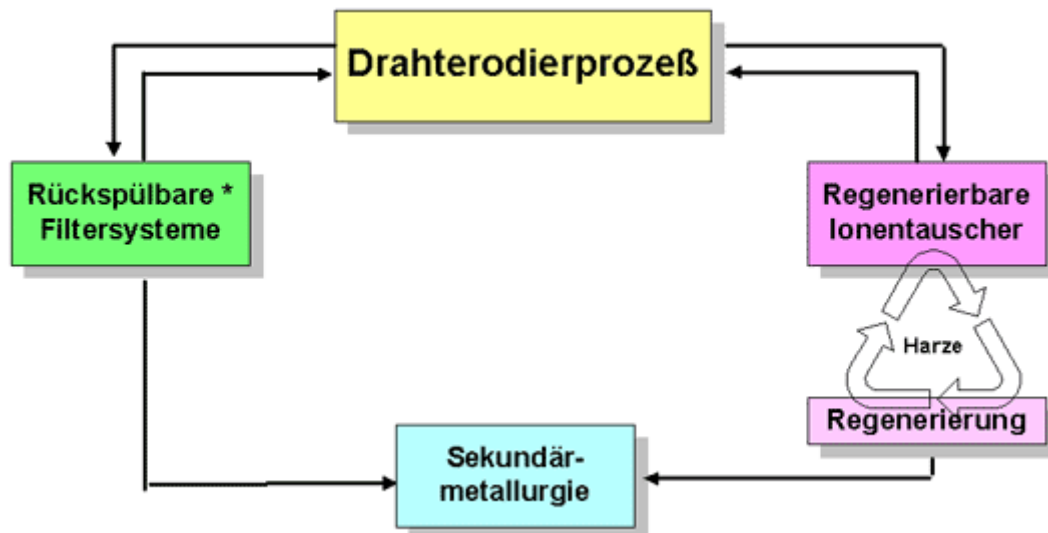 Drahterodierprozeß
Rückspülbare *
Filtersysteme
Regenerierbare
Ionentauscher
Harze
Regenerierung
Sekundär-
metallurgie